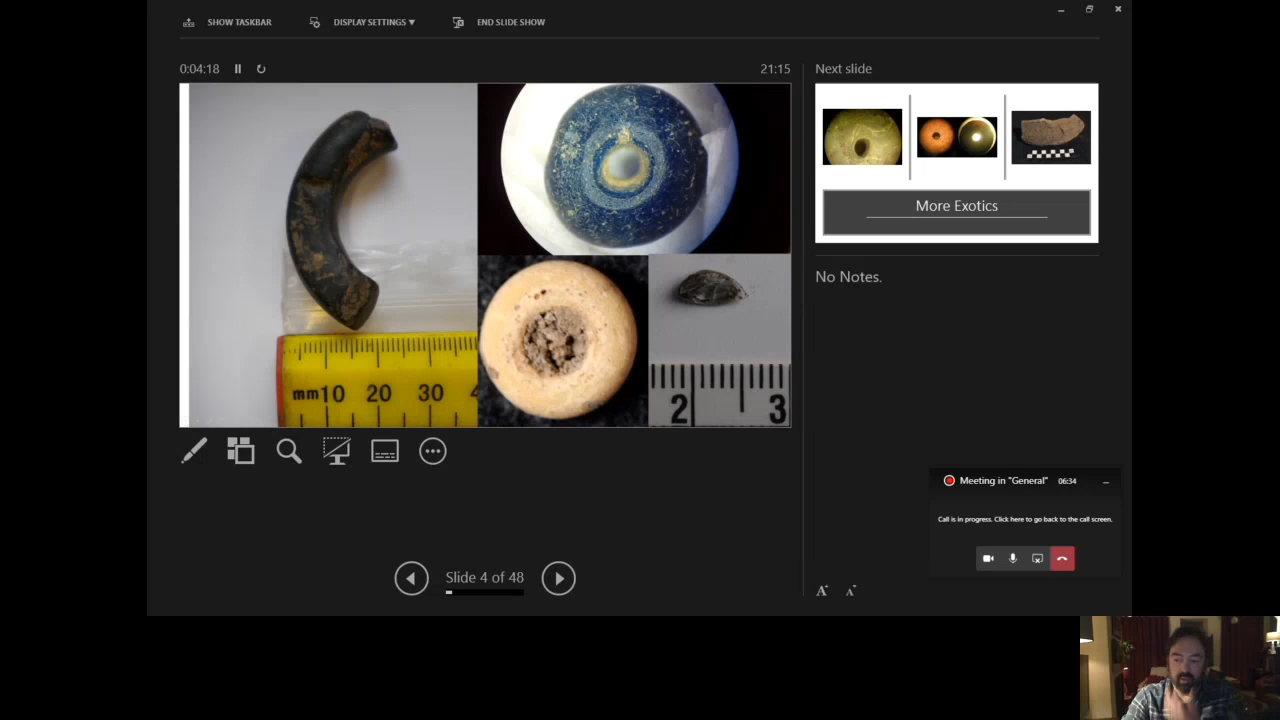 SHOW TASKBAR
DISPLAY SETTINGS ▼
END SLIDE SHOW
0:04:18
21:15
Next slide
More Exotics
No Notes.
mm 10 20 30
2 3
Meeting in "General" 06:34
Call is in progress. Click here to go back to the call screen.
Slide 4 of 48
A A